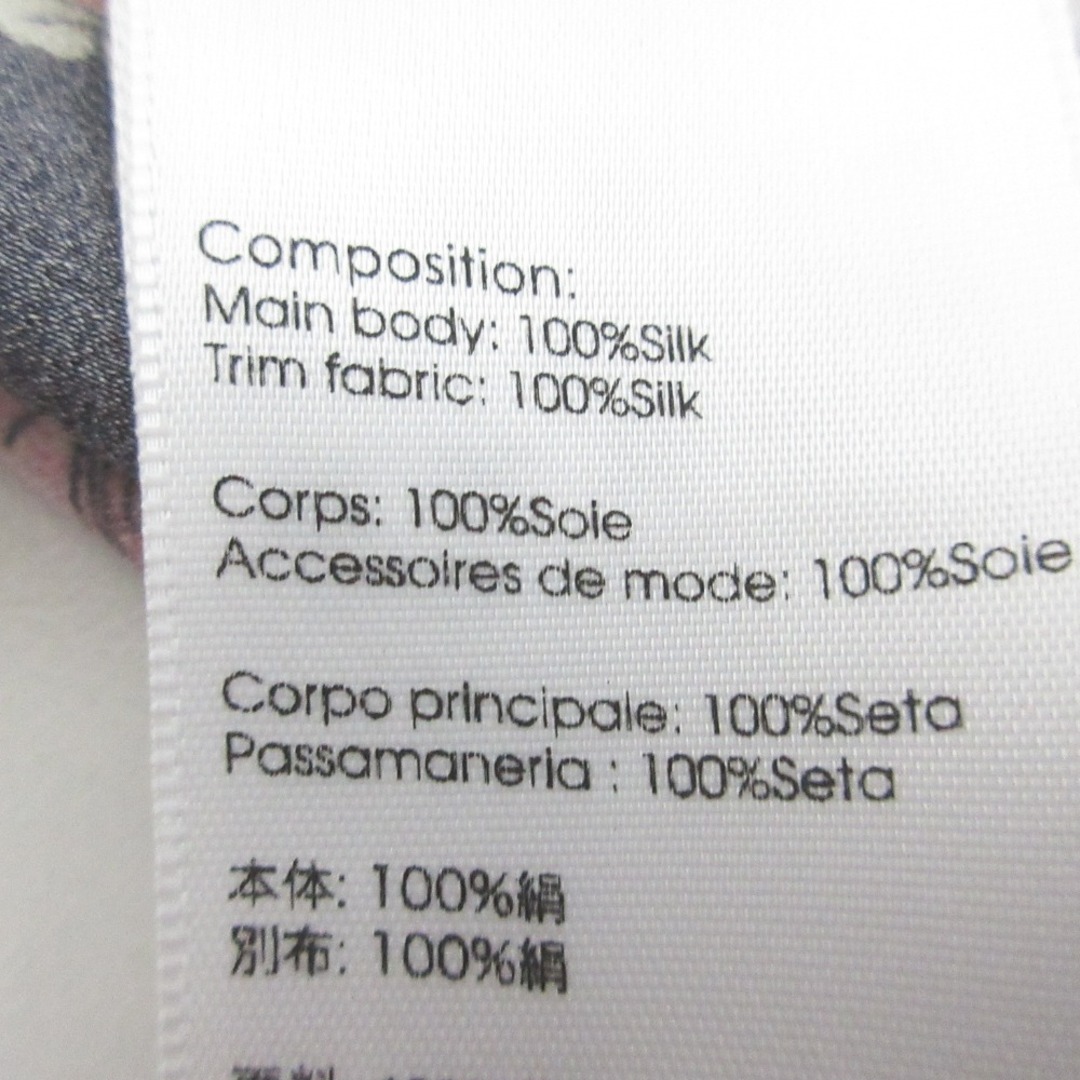 Composition:
Main body: 100%Silk
Trim fabric: 100%Silk
Corps: 100%Soie
Accessoires de mode: 100%Soie
Corpo principale: 100%Seta
Passamaneria : 100%Seta
本体: 100%絹
別布: 100%絹